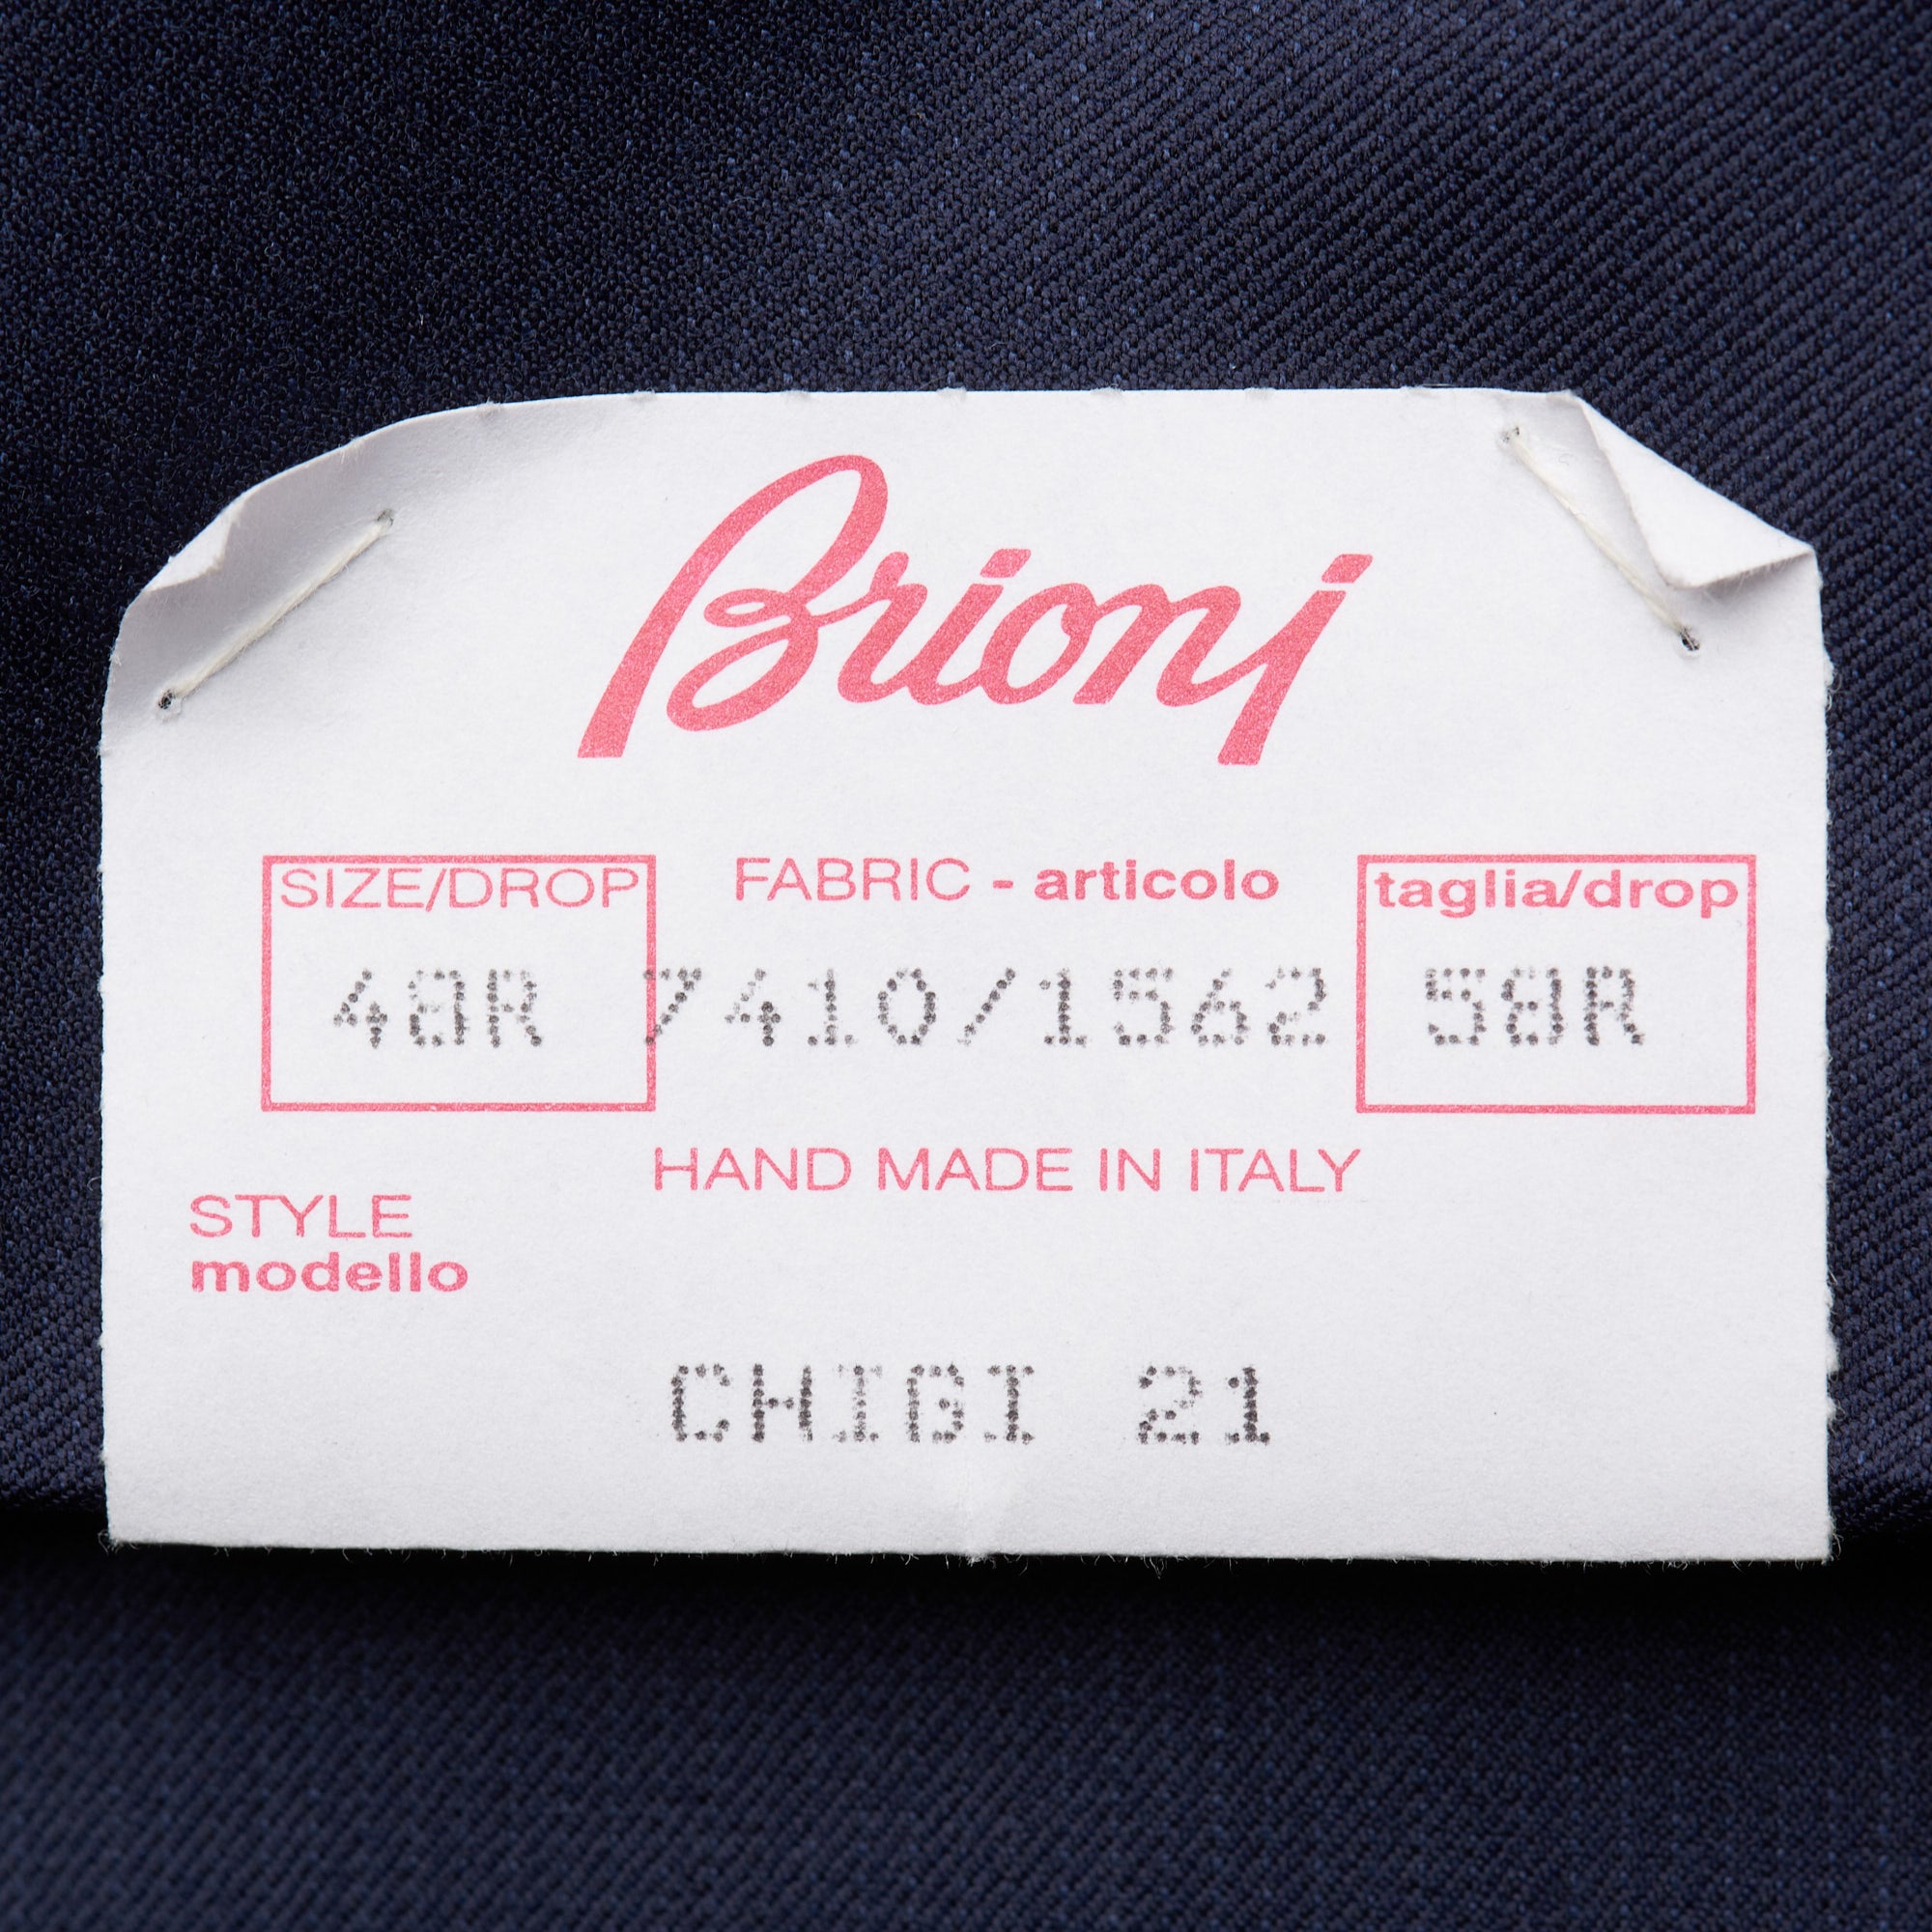 Brioni
SIZE/DROP FABRIC - articolo taglia/drop
48R 7410/1562 58R
HAND MADE IN ITALY
STYLE
modello
CHIGI 21